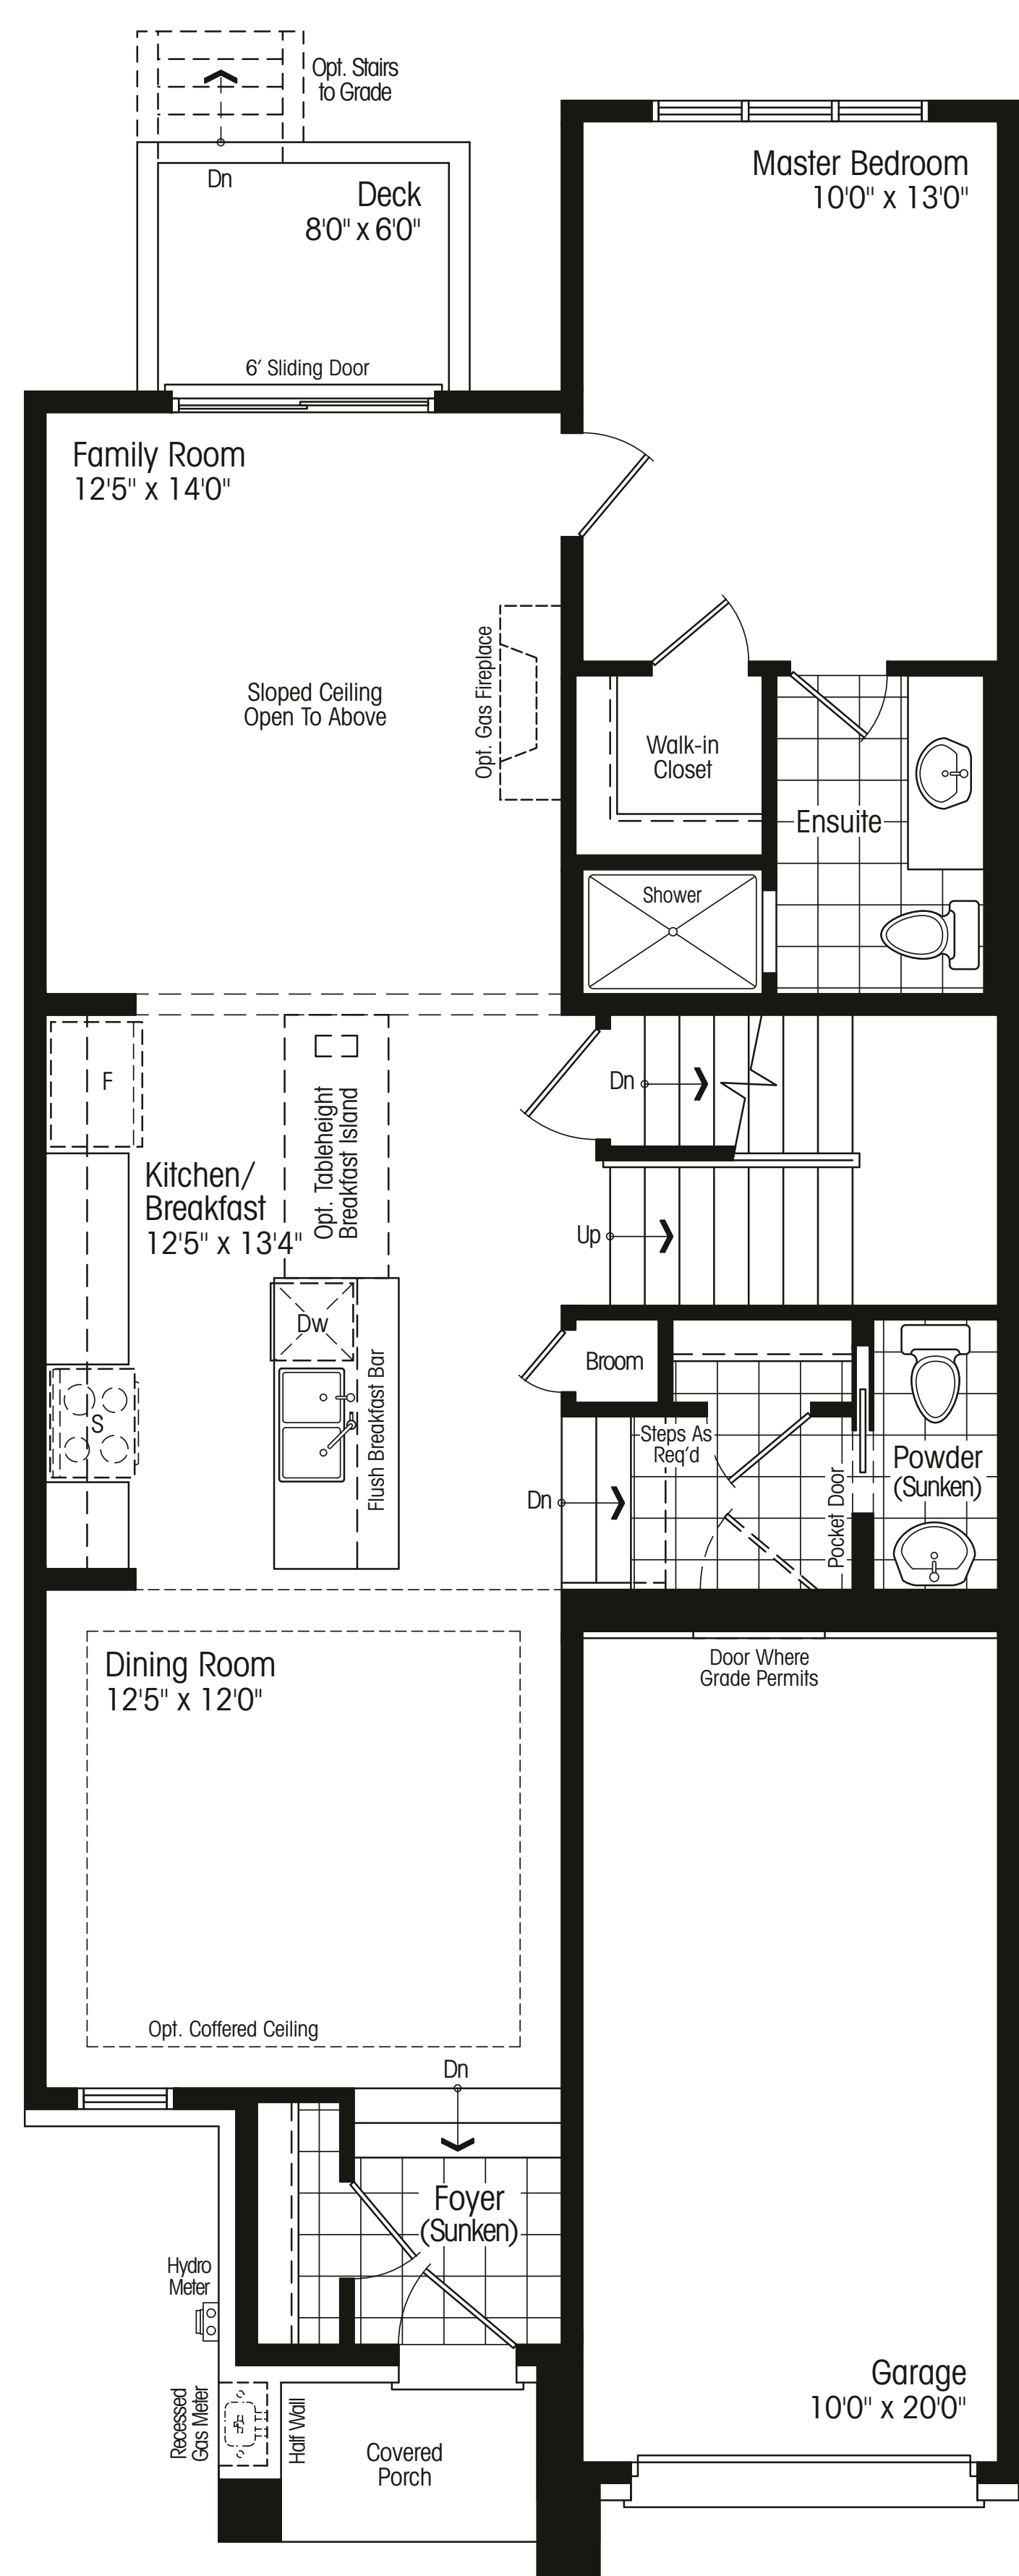 Opt. Stairs
to Grade
Dn
Deck
8'0" x 6'0"
6' Sliding Door
Master Bedroom
10'0" x 13'0"
Family Room
12'5" x 14'0"
Sloped Ceiling
Open To Above
Opt. Gas Fireplace
Walk-in
Closet
Ensuite
Shower
F
Kitchen/
Breakfast
12'5" x 13'4"
Opt. Tableheight
Breakfast Island
Dn
Up
Dw
Flush Breakfast Bar
S
Broom
Steps As
Req'd
Dn
Pocket Door
Powder
(Sunken)
Dining Room
12'5" x 12'0"
Opt. Coffered Ceiling
Door Where
Grade Permits
Dn
Foyer
(Sunken)
Hydro
Meter
Recessed
Gas Meter
Half Wall
Covered
Porch
Garage
10'0" x 20'0"